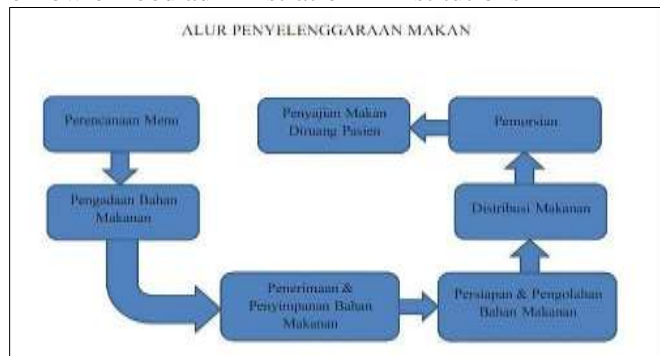 ALUR PENYELENGGARAAN MAKAN
Perencanaan Menu
Pengadaan Bahan
Makanan
Penerimaan &
Penyimpanan Bahan
Makanan
Persiapan & Pengolahan
Bahan Makanan
Distribusi Makanan
Pemorsian
Penyajian Makan
Diruang Pasien